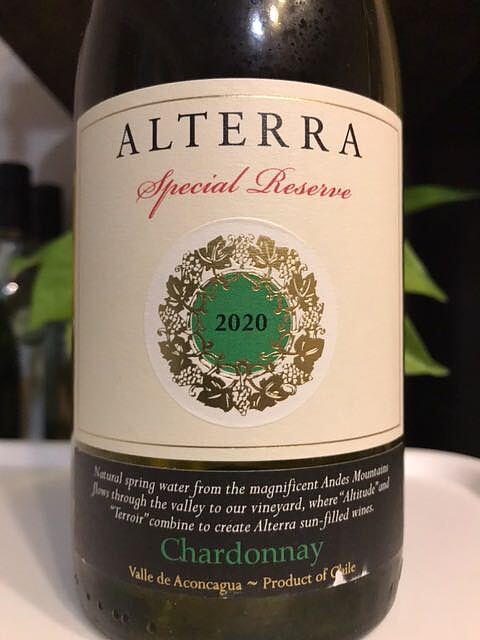 ALTERRA
Special Reserve
2020
Natural spring water from the magnificent Andes Mountains
flows through the valley to our vineyard, where "Altitude" and
"Terroir" combine to create Alterra sun-filled wines.
Chardonnay
Valle de Aconcagua ~ Product of Chile